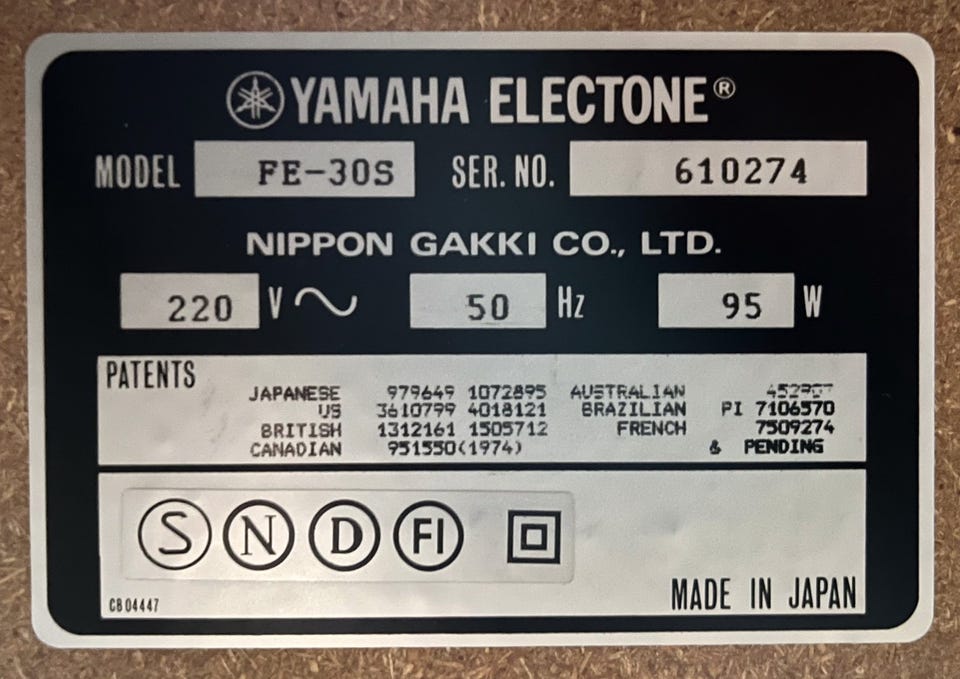 YAMAHA ELECTONE®
MODEL FE-30S SER. NO. 610274
NIPPON GAKKI CO., LTD.
220 V 50 Hz 95 W
PATENTS
JAPANESE 979649 1072895 AUSTRALIAN
US 3610799 4018121 BRAZILIAN PI 7106570
BRITISH 1312161 1505712 FRENCH 7509274
CANADIAN 951550(1974) & PENDING
S N D FI
CB04447 MADE IN JAPAN